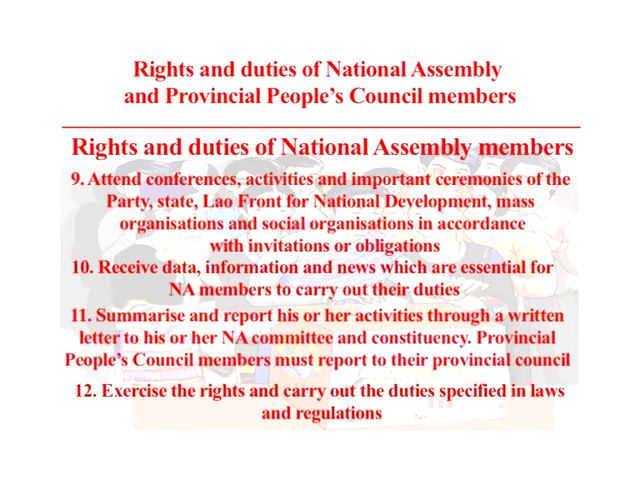 Rights and duties of National Assembly
and Provincial People's Council members
Rights and duties of National Assembly members
9. Attend conferences, activities and important ceremonies of the
Party, state, Lao Front for National Development, mass
organisations and social organisations in accordance
with invitations or obligations
10. Receive data, information and news which are essential for
NA members to carry out their duties
11. Summarise and report his or her activities through a written
letter to his or her NA committee and constituency. Provincial
People's Council members must report to their provincial council
12. Exercise the rights and carry out the duties specified in laws
and regulations